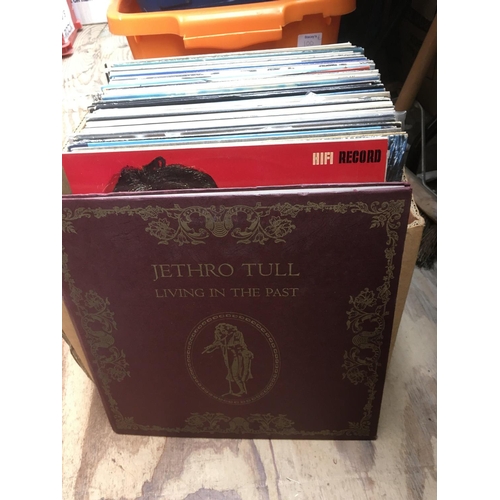 HIFI RECORD
JETHRO TULL
LIVING IN THE PAST